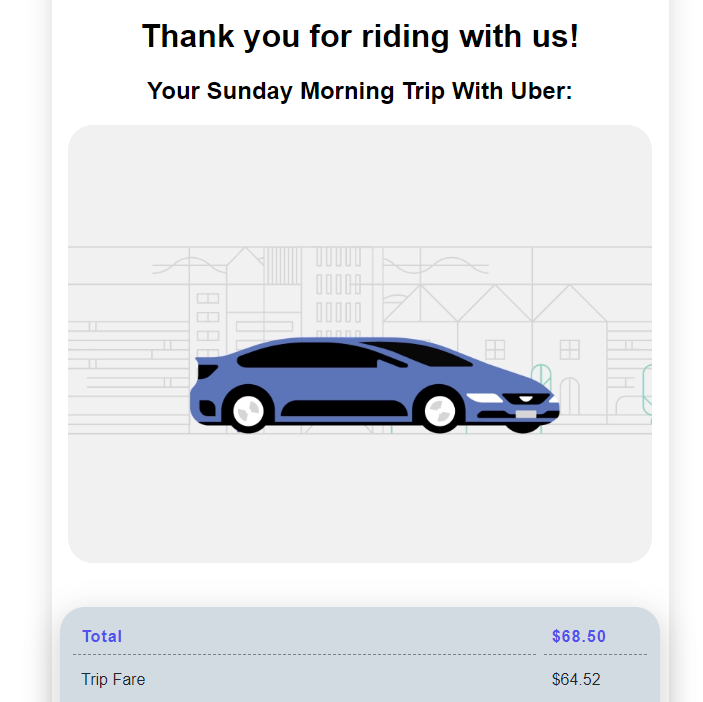 Thank you for riding with us!
Your Sunday Morning Trip With Uber:
Total $68.50
Trip Fare $64.52